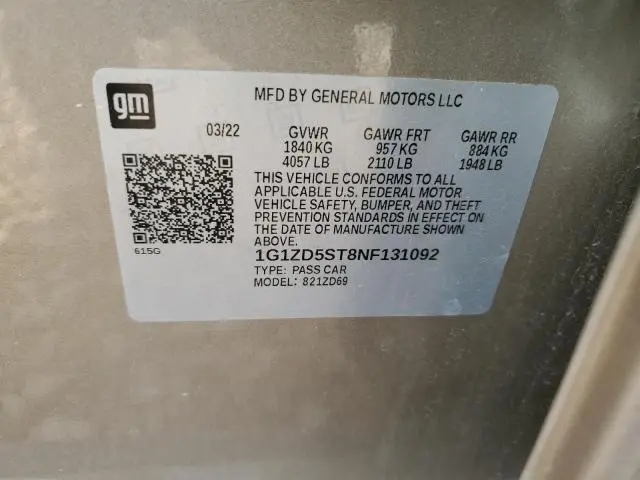 gm
MFD BY GENERAL MOTORS LLC
03/22 GVWR GAWR FRT GAWR RR
1840 KG 957 KG 884 KG
4057 LB 2110 LB 1948 LB
THIS VEHICLE CONFORMS TO ALL
APPLICABLE U.S. FEDERAL MOTOR
VEHICLE SAFETY, BUMPER, AND THEFT
PREVENTION STANDARDS IN EFFECT ON
THE DATE OF MANUFACTURE SHOWN
ABOVE.
615G
1G1ZD5ST8NF131092
TYPE: PASS CAR
MODEL: 821ZD69